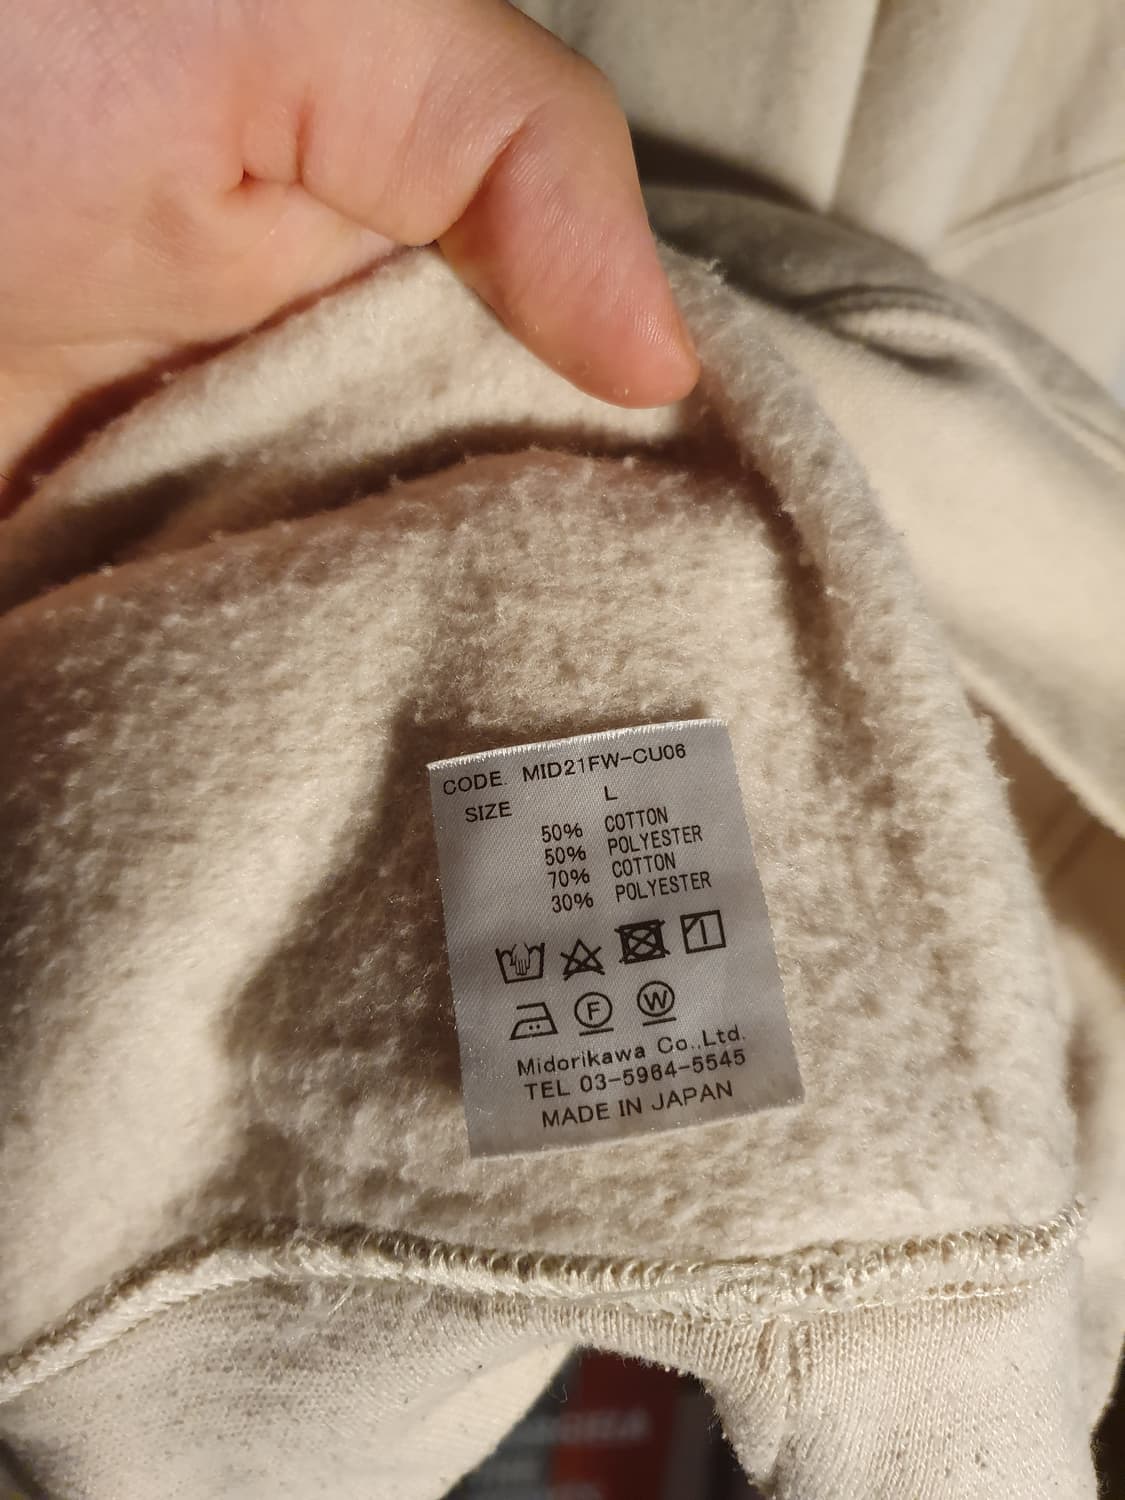 CODE. MID21FW-CU06
SIZE L
50% COTTON
50% POLYESTER
70% COTTON
30% POLYESTER
F W
Midorikawa Co.,Ltd.
TEL 03-5964-5545
MADE IN JAPAN